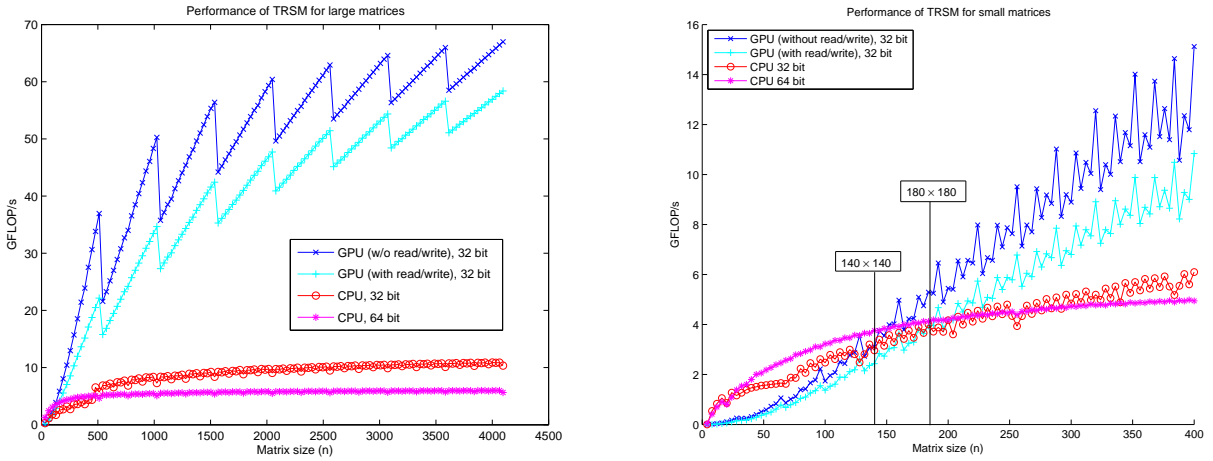 Performance of TRSM for large matrices
70
60
50
40
30
20
10
0
GFLOP/s
GPU (w/o read/write), 32 bit
GPU (with read/write), 32 bit
CPU, 32 bit
CPU, 64 bit
0 500 1000 1500 2000 2500 3000 3500 4000 4500
Matrix size (n)
Performance of TRSM for small matrices
16
14
12
10
8
6
4
2
0
GFLOP/s
GPU (without read/write), 32 bit
GPU (with read/write), 32 bit
CPU 32 bit
CPU 64 bit
180 × 180
140 × 140
0 50 100 150 200 250 300 350 400
Matrix size (n)